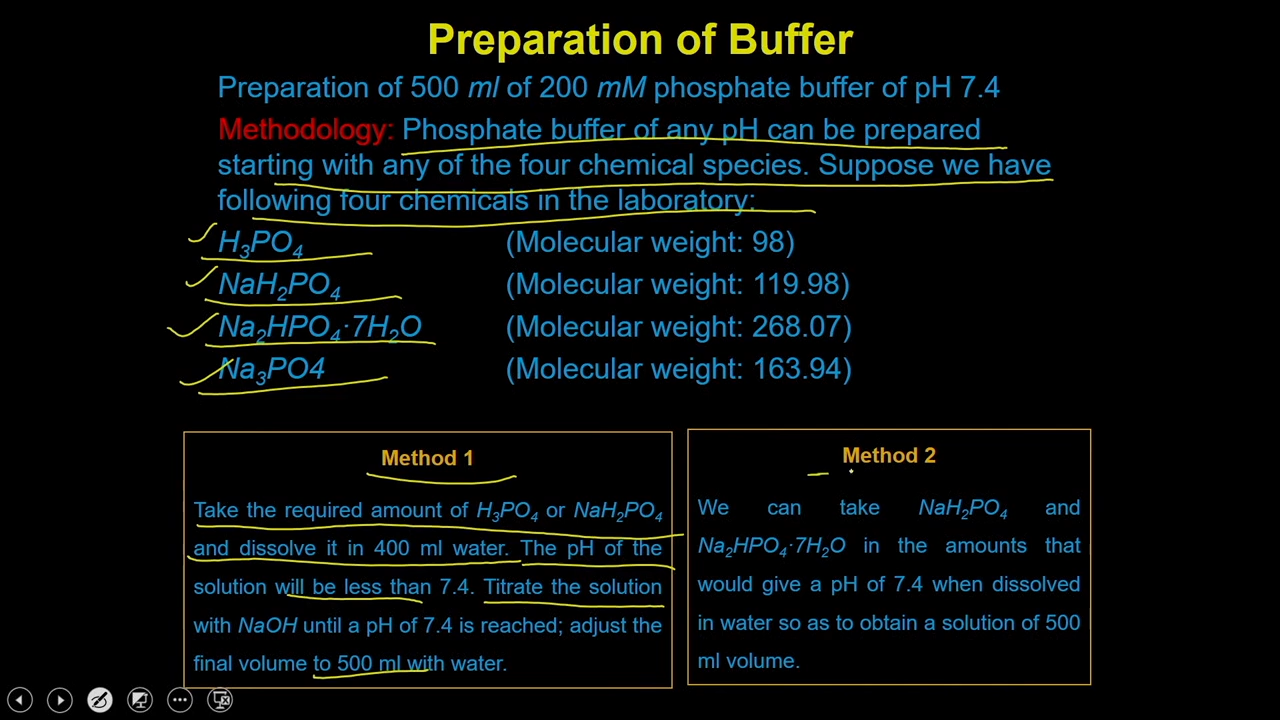 Preparation of Buffer
Preparation of 500 ml of 200 mM phosphate buffer of pH 7.4
Methodology: Phosphate buffer of any pH can be prepared
starting with any of the four chemical species. Suppose we have
following four chemicals in the laboratory:
H₃PO₄ (Molecular weight: 98)
NaH₂PO₄ (Molecular weight: 119.98)
Na₂HPO₄·7H₂O (Molecular weight: 268.07)
Na₃PO4 (Molecular weight: 163.94)
Method 1
Take the required amount of H₃PO₄ or NaH₂PO₄
and dissolve it in 400 ml water. The pH of the
solution will be less than 7.4. Titrate the solution
with NaOH until a pH of 7.4 is reached; adjust the
final volume to 500 ml with water.
Method 2
We can take NaH₂PO₄ and
Na₂HPO₄·7H₂O in the amounts that
would give a pH of 7.4 when dissolved
in water so as to obtain a solution of 500
ml volume.